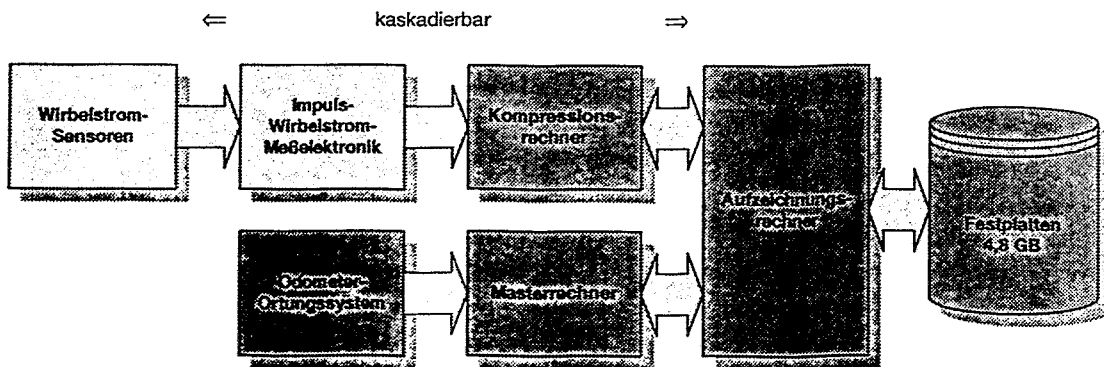 ⇐ kaskadierbar ⇒
Wirbelstrom-
Sensoren
Impuls-
Wirbelstrom-
Meßelektronik
Kompressions-
rechner
Aufzeichnungs-
rechner
Festplatten
4,8 GB
Odometer-
Ortungssystem
Masterrechner